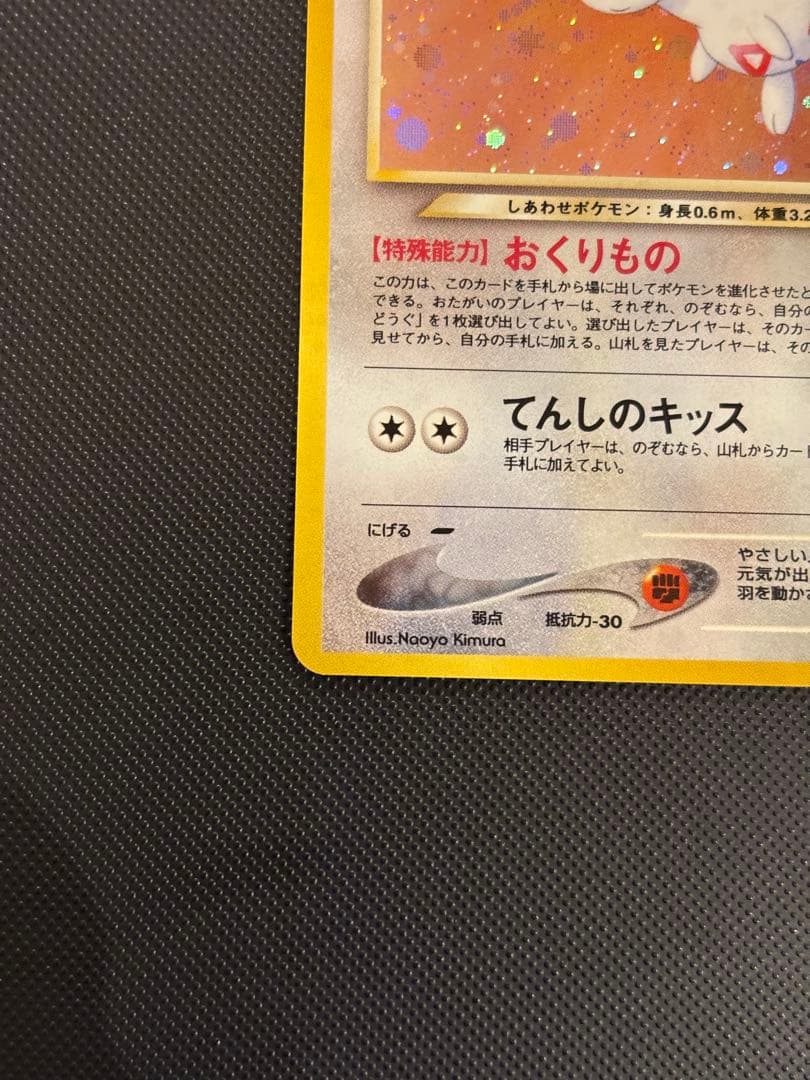 しあわせポケモン：身長0.6m、体重3.2
【特殊能力】おくりもの
この力は、このカードを手札から場に出してポケモンを進化させたと
できる。おたがいのプレイヤーは、それぞれ、のぞむなら、自分の
どうぐ」を1枚選び出してよい。選び出したプレイヤーは、そのカー
見せてから、自分の手札に加える。山札を見たプレイヤーは、その
てんしのキッス
相手プレイヤーは、のぞむなら、山札からカード
手札に加えてよい。
にげる
やさしい
元気が出
羽を動かさ
弱点 抵抗力-30
Illus.Naoyo Kimura